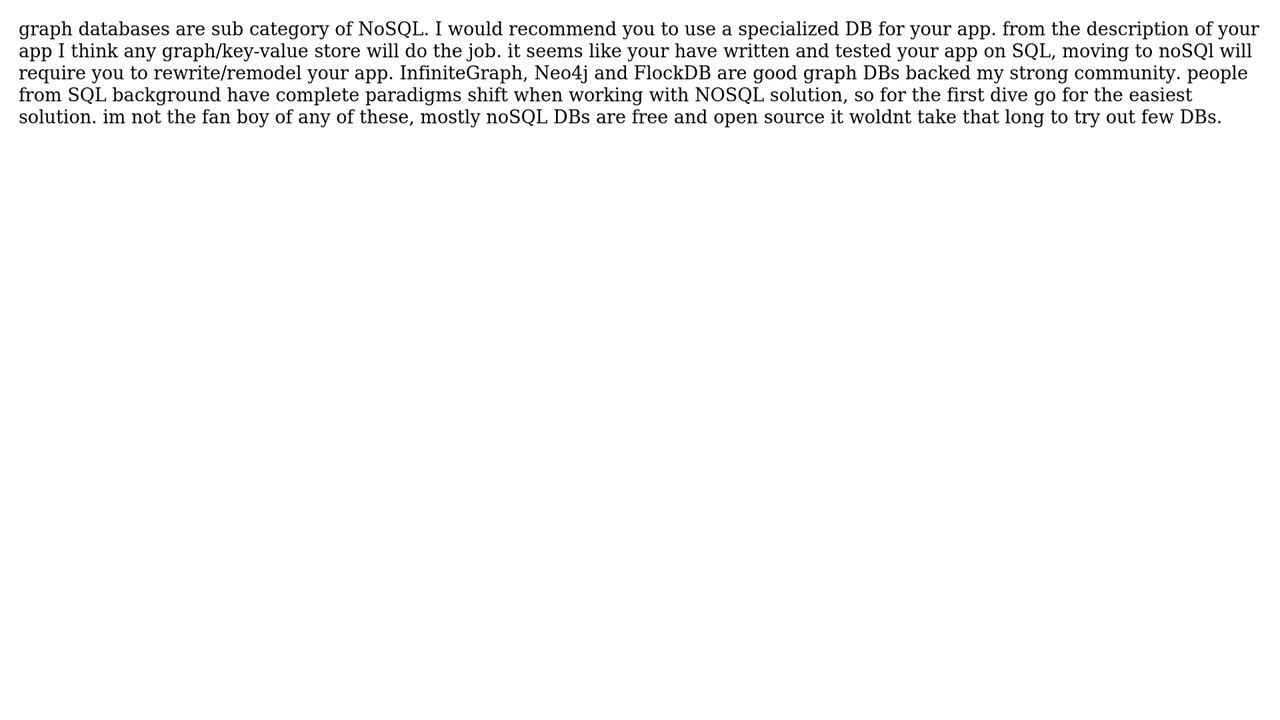 graph databases are sub category of NoSQL. I would recommend you to use a specialized DB for your app. from the description of your
app I think any graph/key-value store will do the job. it seems like your have written and tested your app on SQL, moving to noSQl will
require you to rewrite/remodel your app. InfiniteGraph, Neo4j and FlockDB are good graph DBs backed my strong community. people
from SQL background have complete paradigms shift when working with NOSQL solution, so for the first dive go for the easiest
solution. im not the fan boy of any of these, mostly noSQL DBs are free and open source it woldnt take that long to try out few DBs.